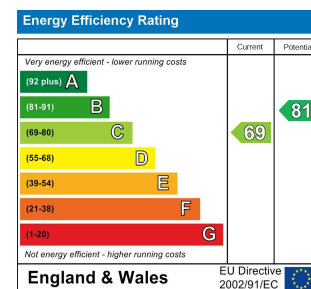 Energy Efficiency Rating
Current Potentia
Very energy efficient - lower running costs
(92 plus) A
(81-91) B
81
(69-80) C
69
(55-68) D
(39-54) E
(21-38) F
(1-20) G
Not energy efficient - higher running costs
England & Wales
EU Directive
2002/91/EC